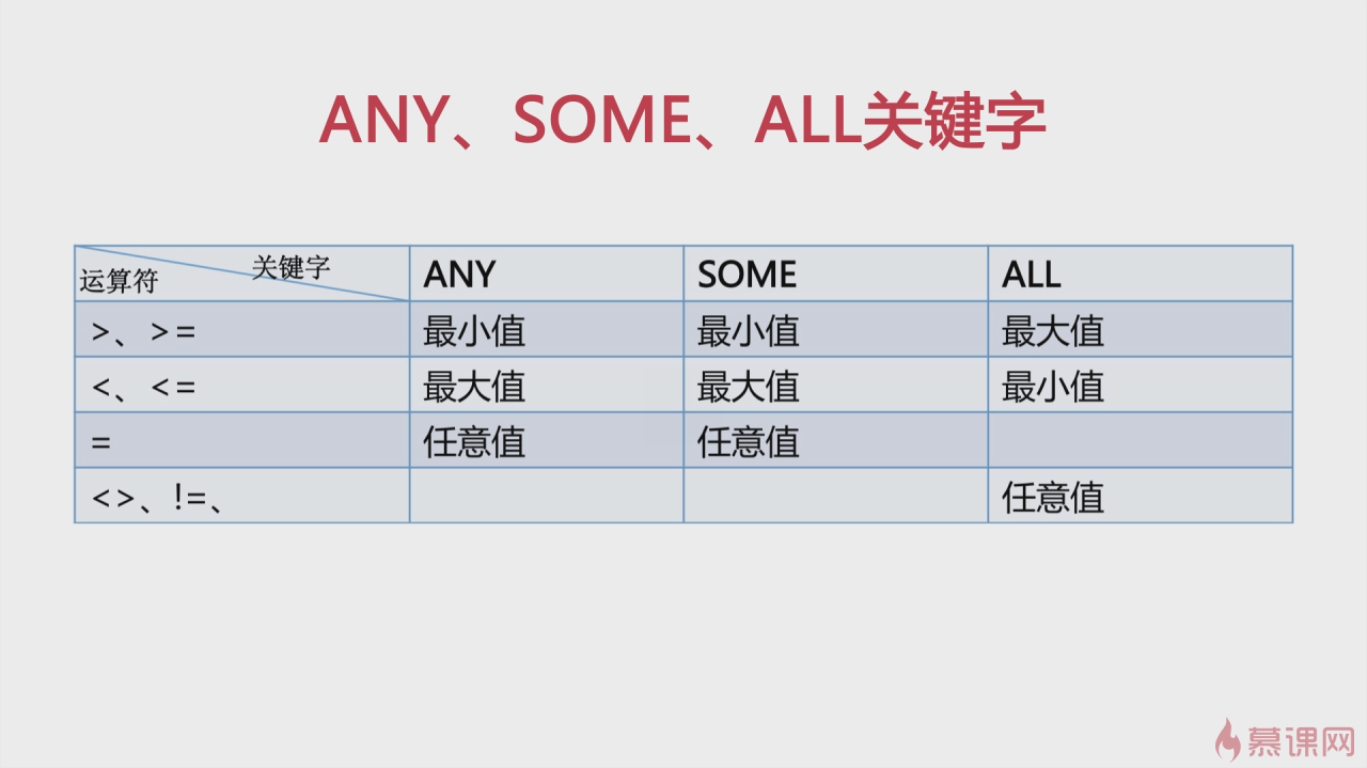 ANY、SOME、ALL关键字
关键字
运算符
ANY
SOME
ALL
>、>=
最小值
最小值
最大值
<、<=
最大值
最大值
最小值
=
任意值
任意值
<>、!=、
任意值
慕课网